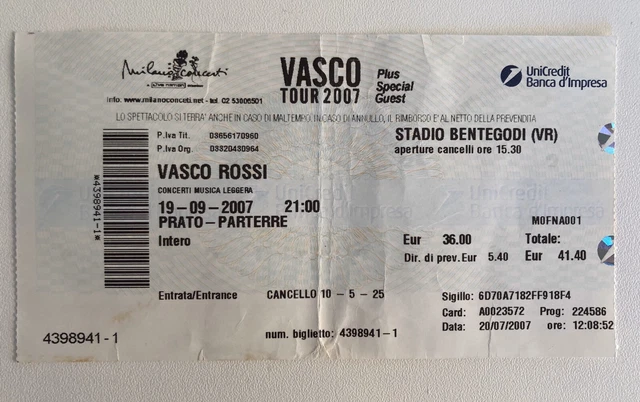 Milano concerti
Info. www.milanoconcerti.net - tel. 02 53006501
VASCO
TOUR 2007
Plus
Special
Guest
UniCredit
Banca d'Impresa
LO SPETTACOLO SI TERRA' ANCHE IN CASO DI MALTEMPO. IN CASO DI ANNULLO, IL RIMBORSO E' AL NETTO DELLA PREVENDITA
P.Iva Tit. 03656170960
P.Iva Org. 03320430964
STADIO BENTEGODI (VR)
aperture cancelli ore 15.30
VASCO ROSSI
CONCERTI MUSICA LEGGERA
19-09-2007 21:00
PRATO-PARTERRE
Intero
M0FNA001
Eur 36.00 Totale:
Dir. di prev. Eur 5.40 Eur 41.40
*4398941-1*
Entrata/Entrance CANCELLO 10 - 5 - 25
Sigillo: 6D70A7182FF918F4
Card: A0023572 Prog: 224586
Data: 20/07/2007 ore: 12:08:52
4398941-1
num. biglietto: 4398941-1
UniCredit
Banca d'Impresa